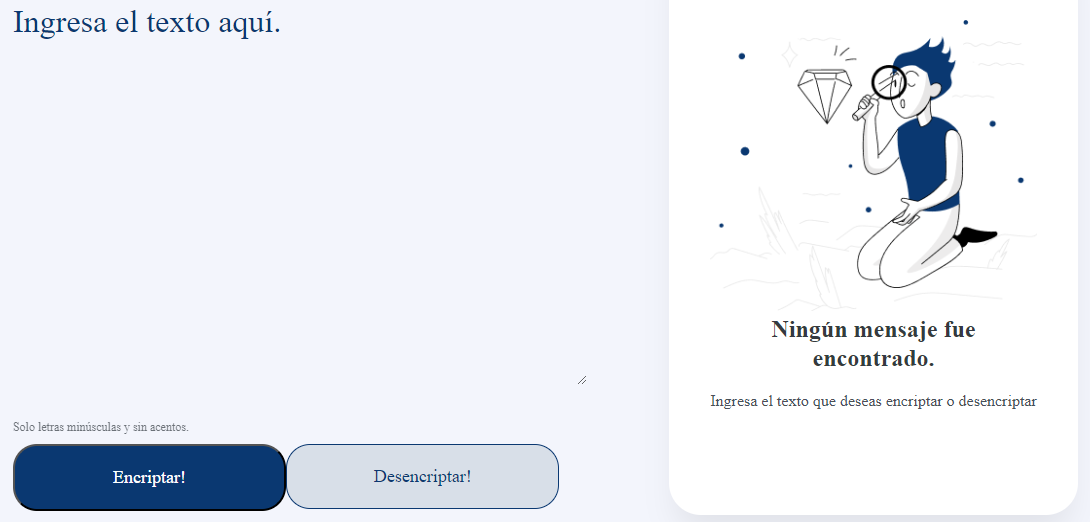 Ingresa el texto aquí.
Solo letras minúsculas y sin acentos.
Encriptar!
Desencriptar!
Ningún mensaje fue
encontrado.
Ingresa el texto que deseas encriptar o desencriptar